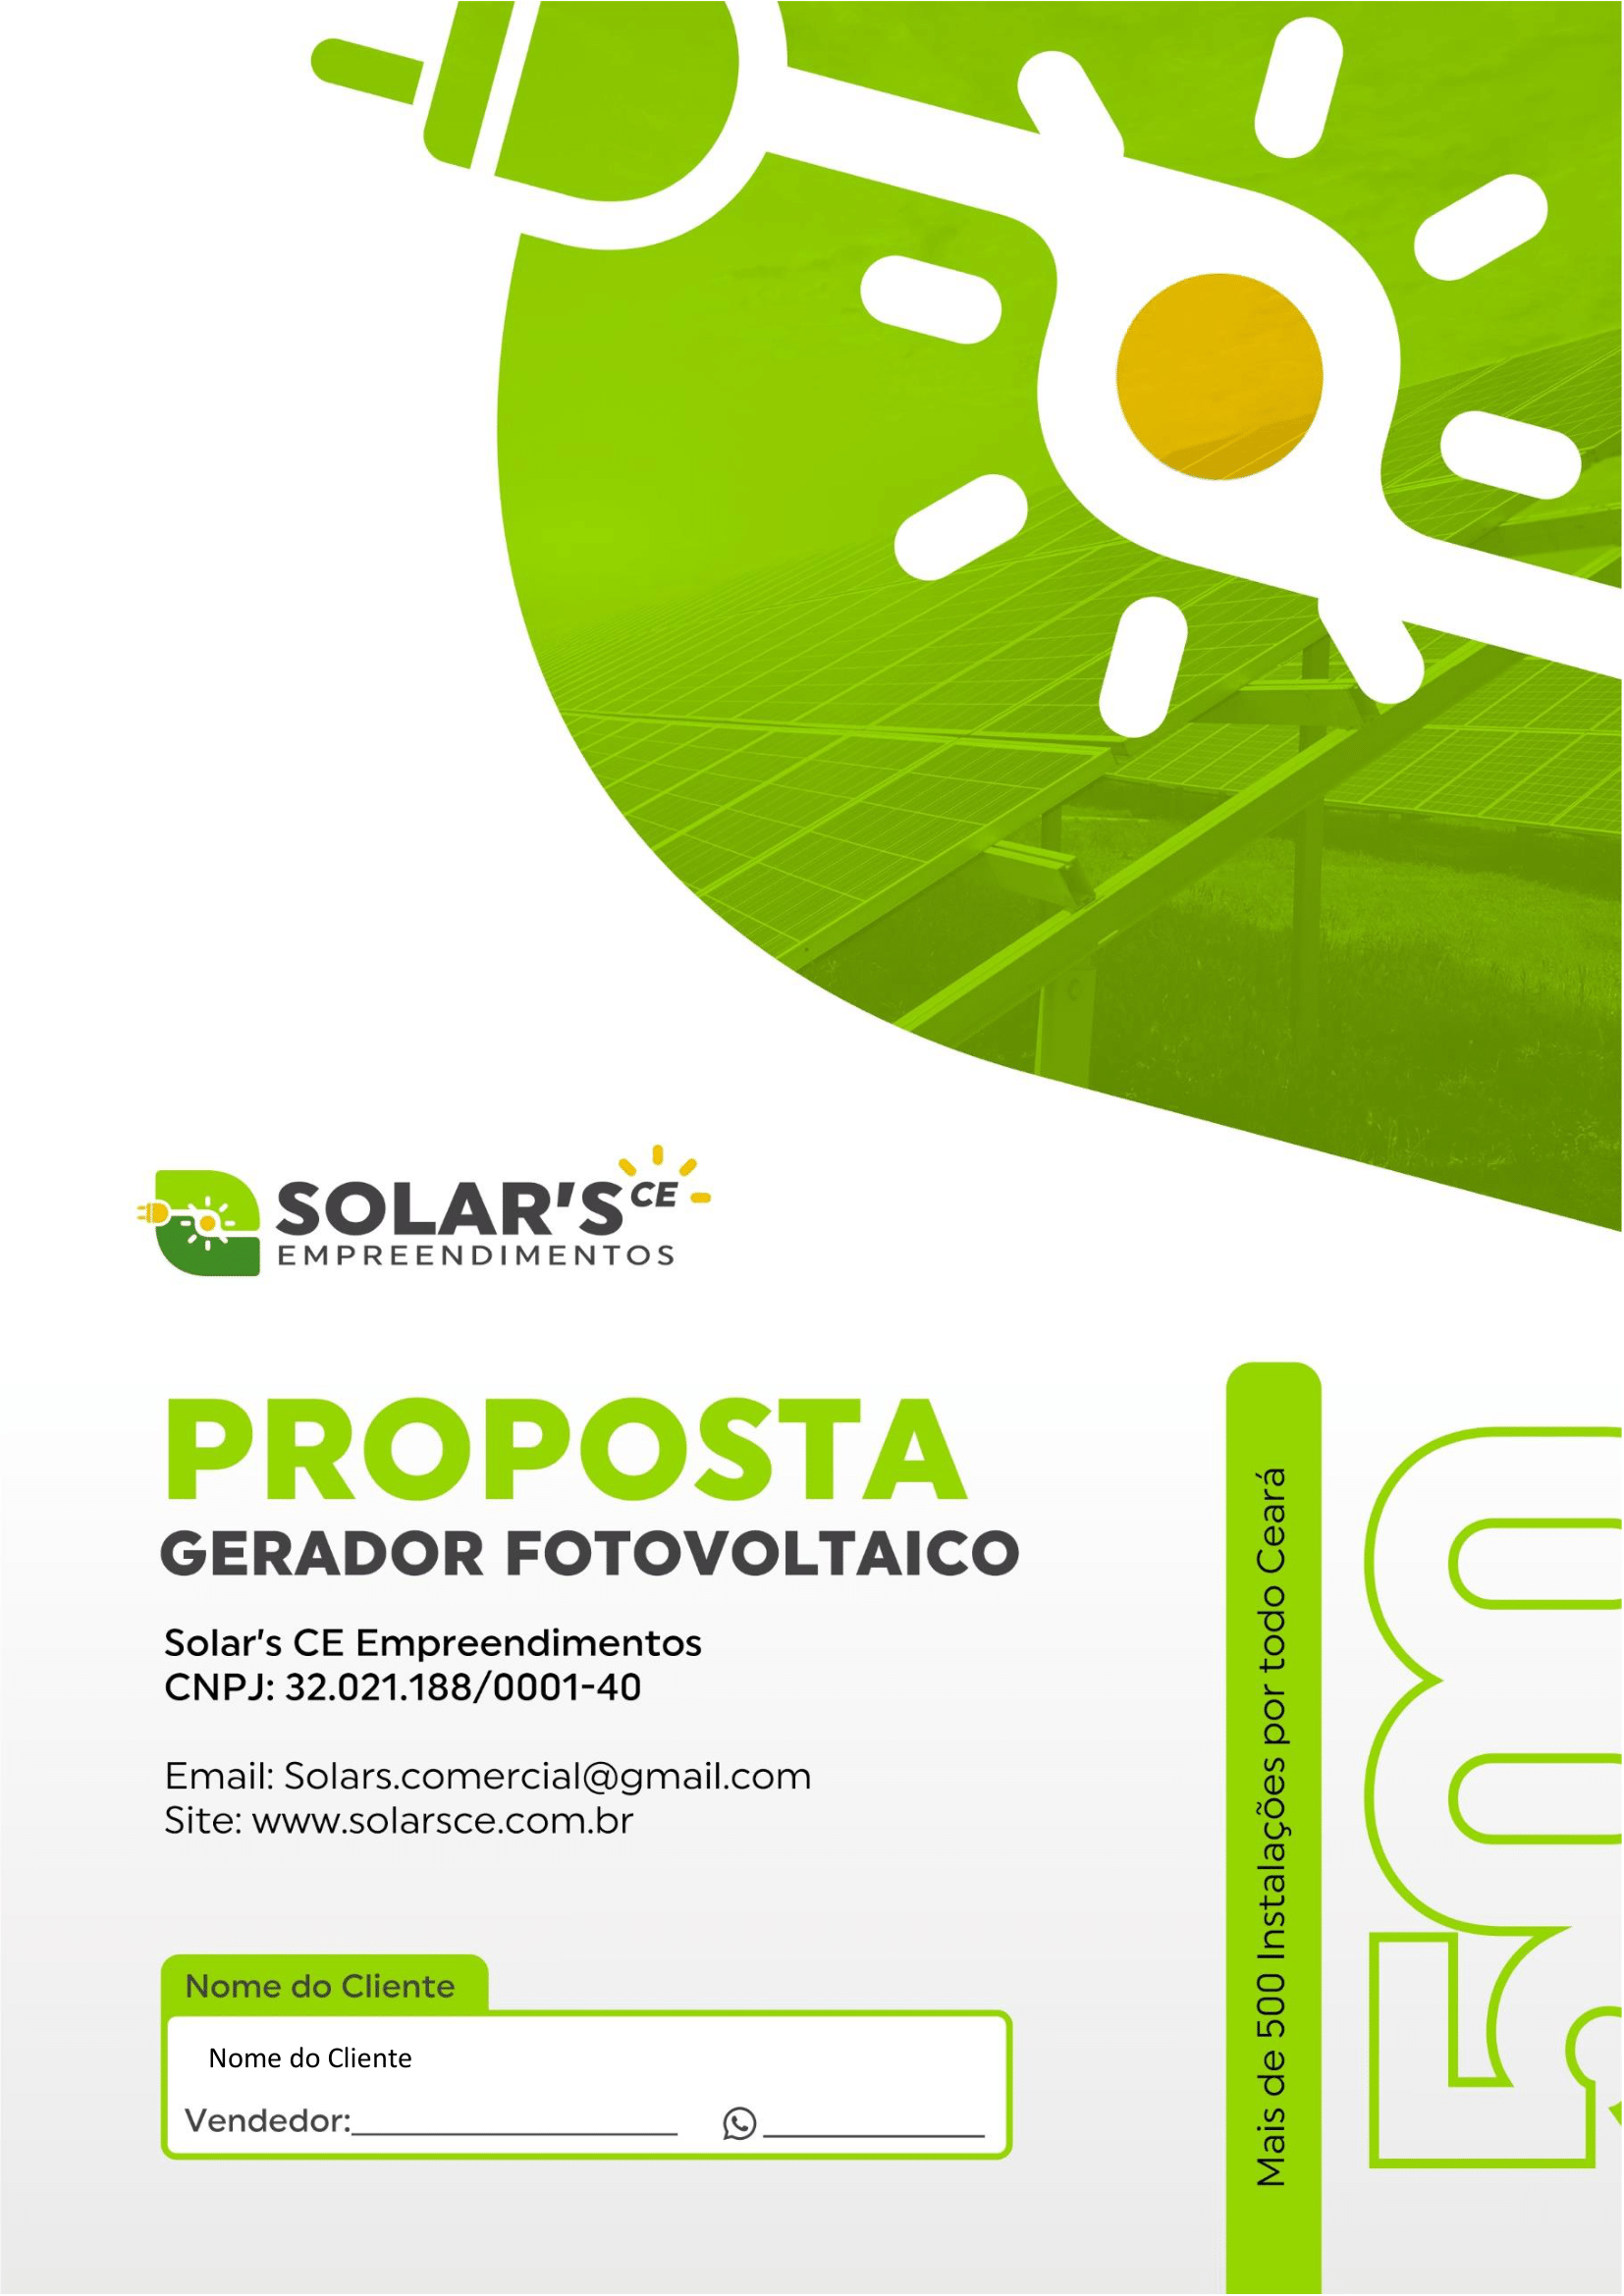 SOLAR'S CE
EMPREENDIMENTOS
PROPOSTA
GERADOR FOTOVOLTAICO
Solar's CE Empreendimentos
CNPJ: 32.021.188/0001-40
Email: Solars.comercial@gmail.com
Site: www.solarsce.com.br
Nome do Cliente
Nome do Cliente
Vendedor:
Mais de 500 Instalações por todo Ceará
500